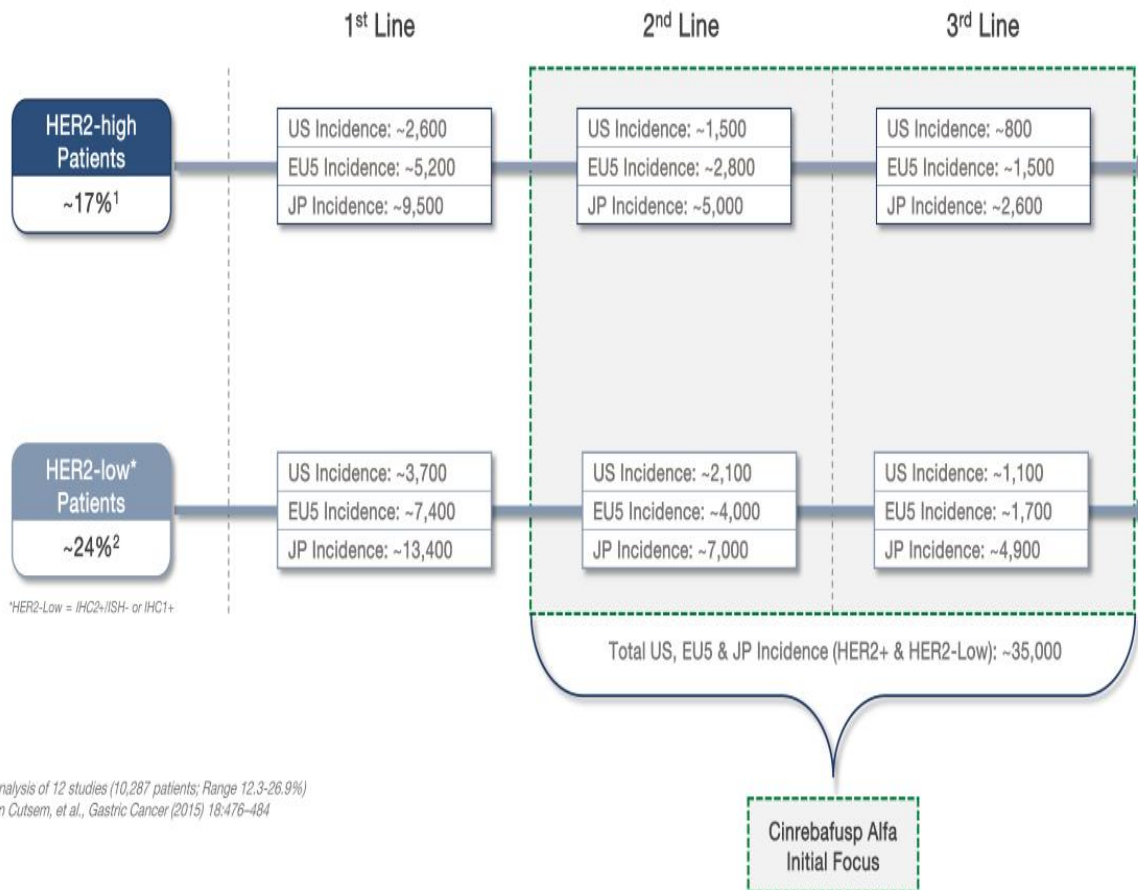 1st Line
2nd Line
3rd Line
HER2-high
Patients
~17%1
US Incidence: ~2,600
EU5 Incidence: ~5,200
JP Incidence: ~9,500
US Incidence: ~1,500
EU5 Incidence: ~2,800
JP Incidence: ~5,000
US Incidence: ~800
EU5 Incidence: ~1,500
JP Incidence: ~2,600
HER2-low*
Patients
~24%2
US Incidence: ~3,700
EU5 Incidence: ~7,400
JP Incidence: ~13,400
US Incidence: ~2,100
EU5 Incidence: ~4,000
JP Incidence: ~7,000
US Incidence: ~1,100
EU5 Incidence: ~1,700
JP Incidence: ~4,900
*HER2-Low = IHC2+/ISH- or IHC1+
Total US, EU5 & JP Incidence (HER2+ & HER2-Low): ~35,000
nalysis of 12 studies (10,287 patients; Range 12.3-26.9%)
n Cutsem, et al., Gastric Cancer (2015) 18:476–484
Cinrebafusp Alfa
Initial Focus